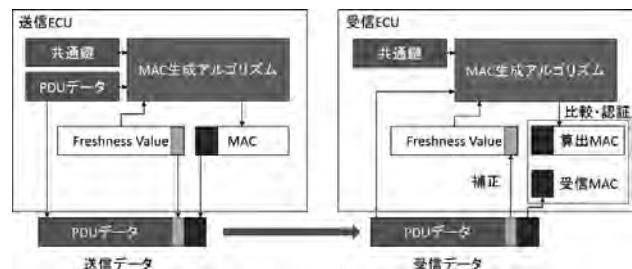 送信ECU
共通鍵
PDUデータ
MAC生成アルゴリズム
Freshness Value
MAC
PDUデータ
送信データ
受信ECU
共通鍵
MAC生成アルゴリズム
比較・認証
Freshness Value
算出MAC
補正
受信MAC
PDUデータ
受信データ